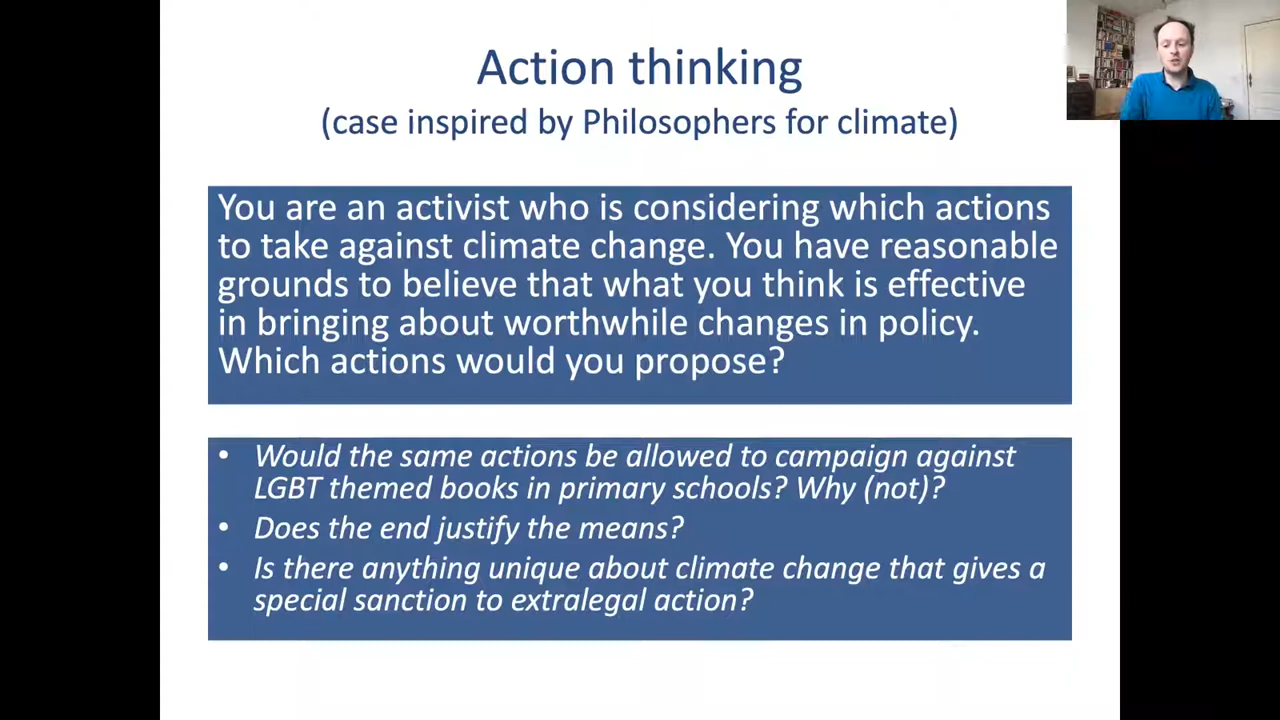 Action thinking
(case inspired by Philosophers for climate)
You are an activist who is considering which actions
to take against climate change. You have reasonable
grounds to believe that what you think is effective
in bringing about worthwhile changes in policy.
Which actions would you propose?
• Would the same actions be allowed to campaign against
LGBT themed books in primary schools? Why (not)?
• Does the end justify the means?
• Is there anything unique about climate change that gives a
special sanction to extralegal action?